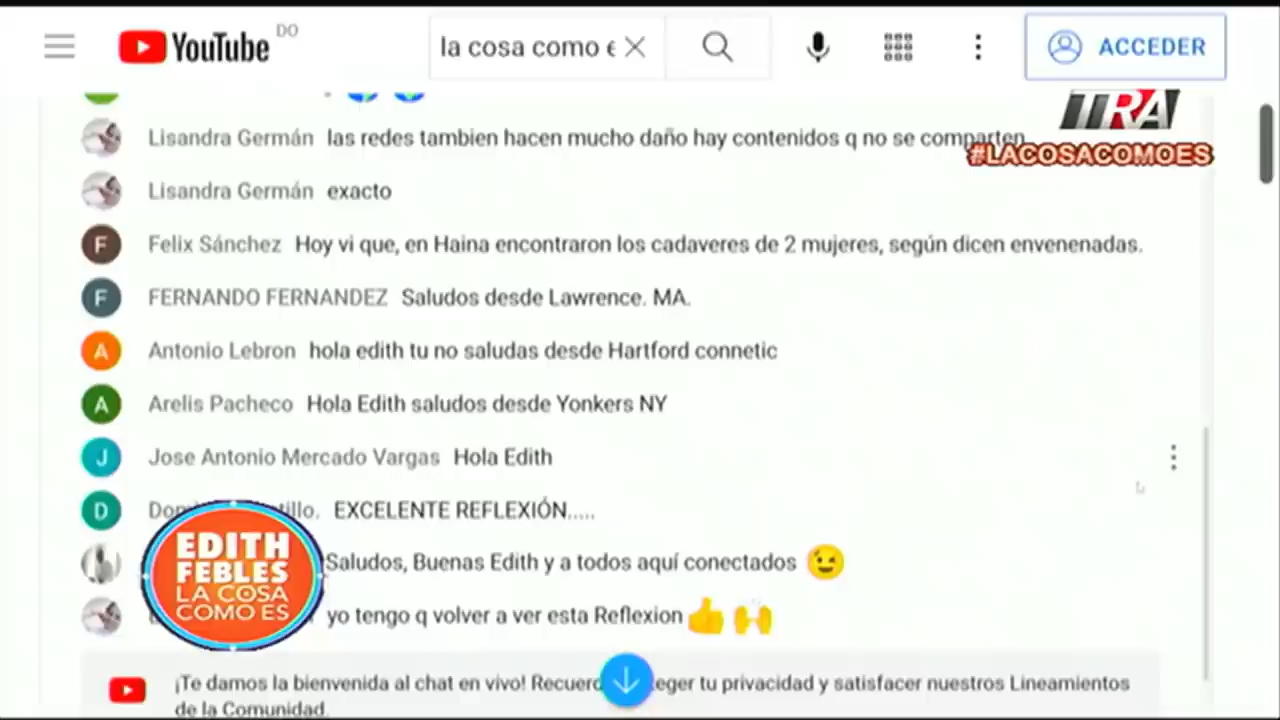 YouTube DO
la cosa como e
ACCEDER
TRA
#LACOSACOMOES
Lisandra Germán las redes tambien hacen mucho daño hay contenidos q no se comparten
Lisandra Germán exacto
F Felix Sánchez Hoy vi que, en Haina encontraron los cadaveres de 2 mujeres, según dicen envenenadas.
F FERNANDO FERNANDEZ Saludos desde Lawrence. MA.
A Antonio Lebron hola edith tu no saludas desde Hartford connetic
A Arelis Pacheco Hola Edith saludos desde Yonkers NY
J Jose Antonio Mercado Vargas Hola Edith
D EXCELENTE REFLEXIÓN.....
Saludos, Buenas Edith y a todos aquí conectados
yo tengo q volver a ver esta Reflexion
EDITH
FEBLES
LA COSA
COMO ES
¡Te damos la bienvenida al chat en vivo! tu privacidad y satisfacer nuestros Lineamientos
de la Comunidad.